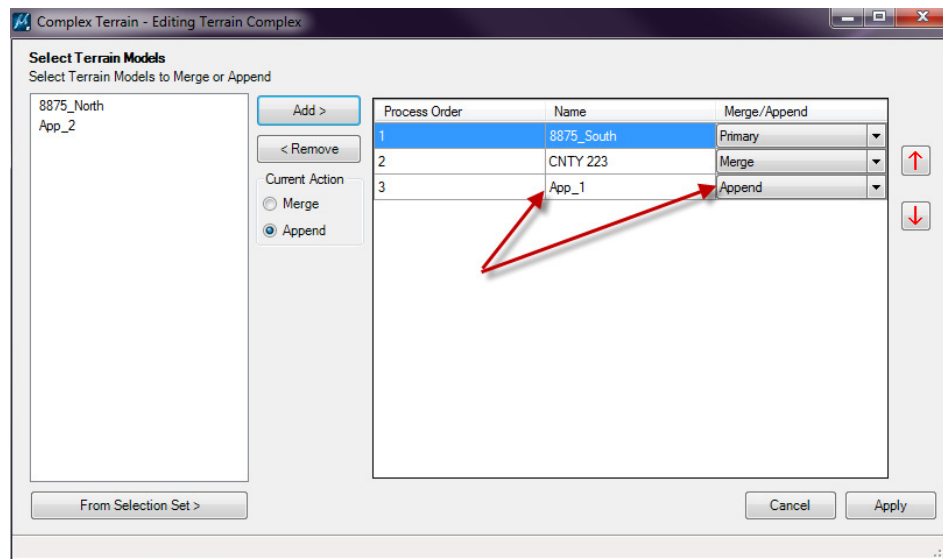 Complex Terrain - Editing Terrain Complex
Select Terrain Models
Select Terrain Models to Merge or Append
8875_North
App_2
Add >
< Remove
Current Action
Merge
Append
Process Order Name Merge/Append
1 8875_South Primary
2 CNTY 223 Merge
3 App_1 Append
From Selection Set >
Cancel Apply